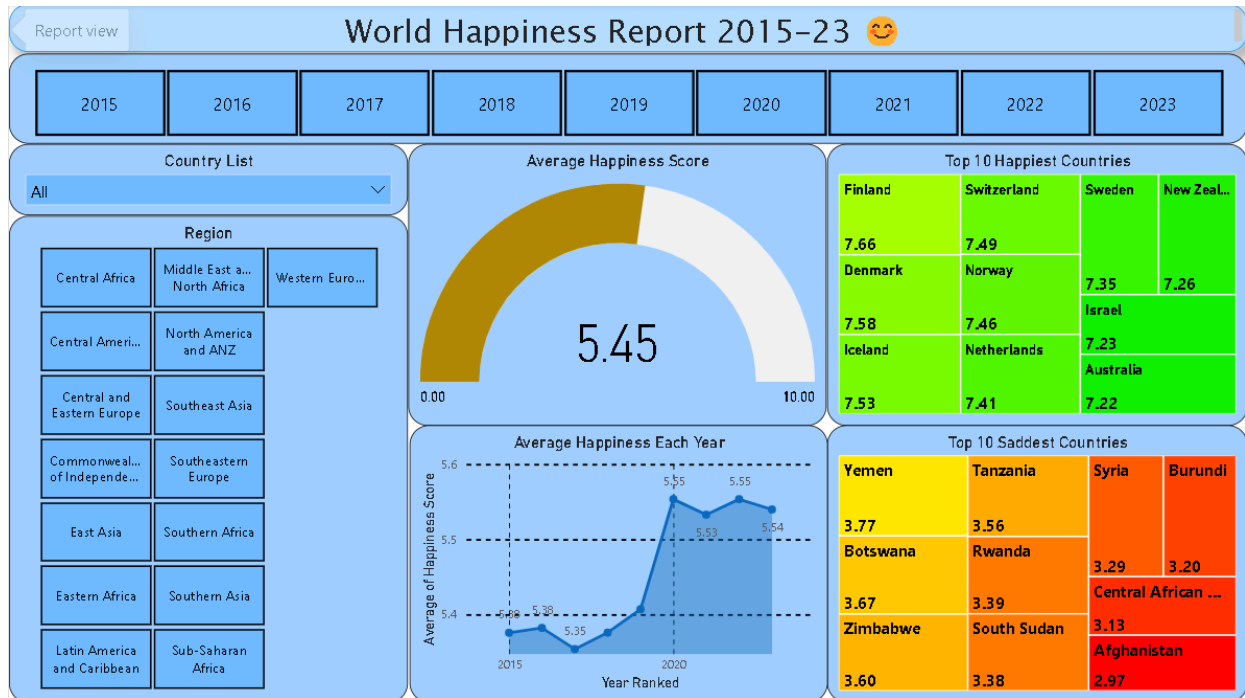 Report view
World Happiness Report 2015-23 😊
2015
2016
2017
2018
2019
2020
2021
2022
2023
Country List
All
Region
Central Africa
Middle East a...
North Africa
Western Euro...
Central Ameri...
North America
and ANZ
Central and
Eastern Europe
Southeast Asia
Commonweal...
of Independe...
Southeastern
Europe
East Asia
Southern Africa
Eastern Africa
Southern Asia
Latin America
and Caribbean
Sub-Saharan
Africa
Average Happiness Score
5.45
0.00
10.00
Average Happiness Each Year
Average of Happiness Score
5.6
5.5
5.4
5.38
5.38
5.35
5.55
5.53
5.55
5.54
2015
2020
Year Ranked
Top 10 Happiest Countries
Finland
7.66
Denmark
7.58
Iceland
7.53
Switzerland
7.49
Norway
7.46
Netherlands
7.41
Sweden
7.35
New Zeal...
7.26
Israel
7.23
Australia
7.22
Top 10 Saddest Countries
Yemen
3.77
Botswana
3.67
Zimbabwe
3.60
Tanzania
3.56
Rwanda
3.39
South Sudan
3.38
Syria
3.29
Burundi
3.20
Central African ...
3.13
Afghanistan
2.97